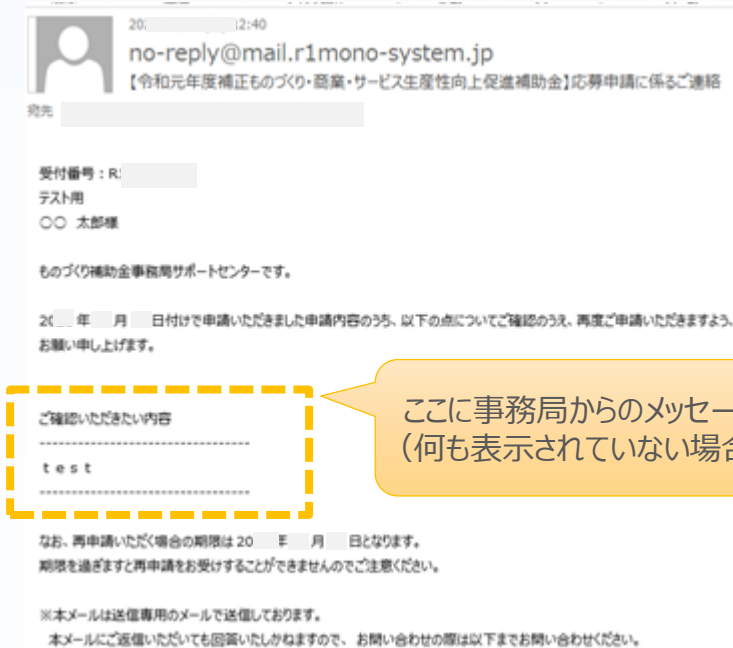 2:40
no-reply@mail.r1mono-system.jp
【令和元年度補正ものづくり・商業・サービス生産性向上促進補助金】応募申請に係るご連絡
宛先
受付番号：R
テスト用
〇〇 太郎様
ものづくり補助金事務局サポートセンターです。
20 年 月 日付けで申請いただきました申請内容のうち、以下の点についてご確認のうえ、再度ご申請いただきますよう、
お願い申し上げます。
ご確認いただきたい内容
---------------------------------
ｔｅｓｔ
---------------------------------
ここに事務局からのメッセー
（何も表示されていない場合
なお、再申請いただく場合の期限は 20 年 月 日となります。
期限を過ぎますと再申請をお受けすることができませんのでご注意ください。
※本メールは送信専用のメールで送信しております。
本メールにご返信いただいても回答いたしかねますので、お問い合わせの際は以下までお問い合わせください。